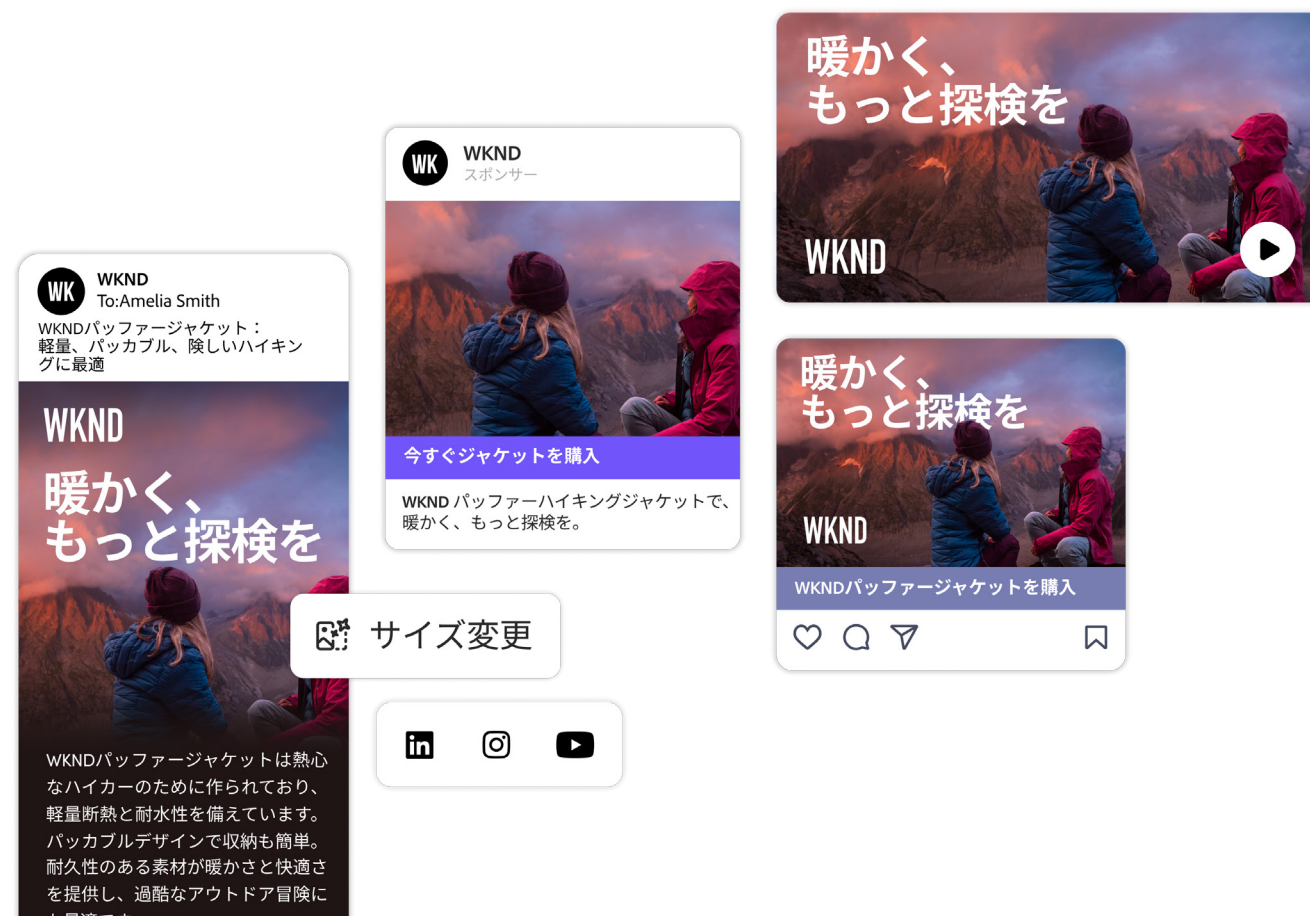 WK
WKND
To:Amelia Smith
WKNDパッファージャケット：
軽量、パッカブル、険しいハイキン
グに最適
WKND
暖かく、
もっと探検を
WKNDパッファージャケットは熱心
なハイカーのために作られており、
軽量断熱と耐水性を備えています。
パッカブルデザインで収納も簡単。
耐久性のある素材が暖かさと快適さ
を提供し、過酷なアウトドア冒険に
WK
WKND
スポンサー
今すぐジャケットを購入
WKND パッファーハイキングジャケットで、
暖かく、もっと探検を。
サイズ変更
in
暖かく、
もっと探検を
WKND
暖かく、
もっと探検を
WKND
WKNDパッファージャケットを購入